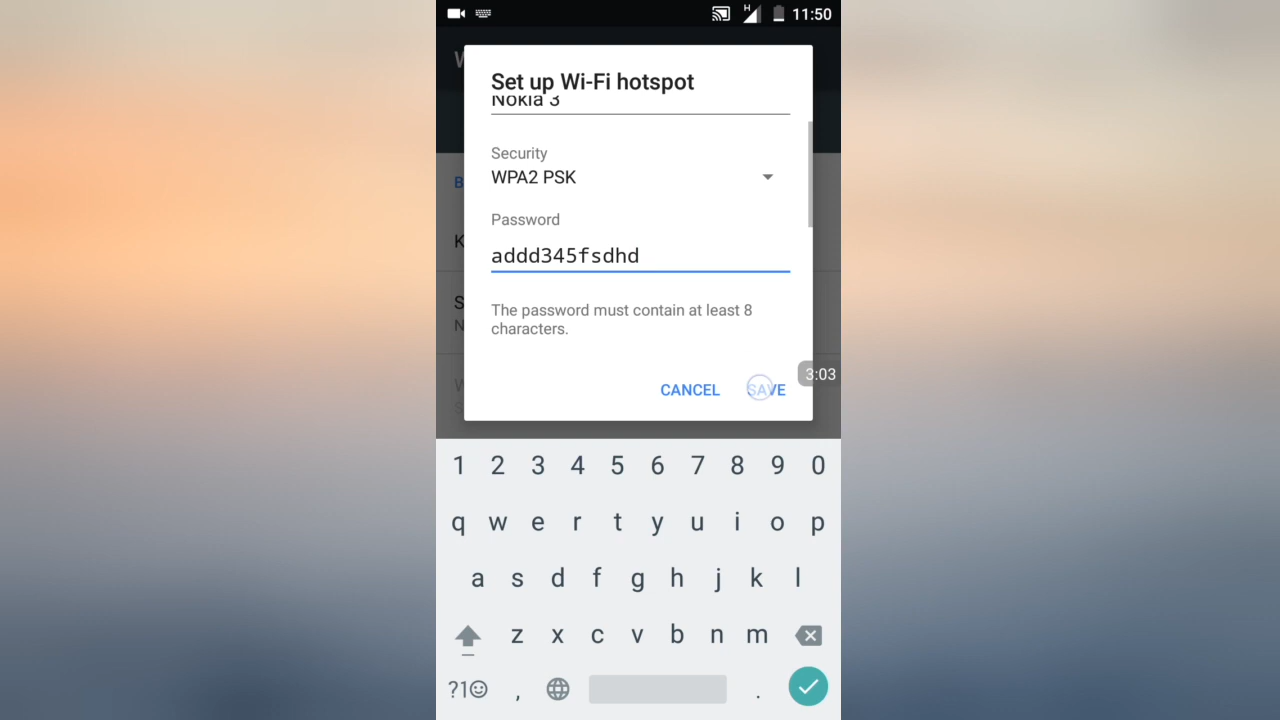 H 11:50
Set up Wi-Fi hotspot
Nokia 3
Security
WPA2 PSK
Password
addd345fsdhd
The password must contain at least 8
characters.
CANCEL SAVE
3:03
1 2 3 4 5 6 7 8 9 0
q w e r t y u i o p
a s d f g h j k l
z x c v b n m
?1☺ , .